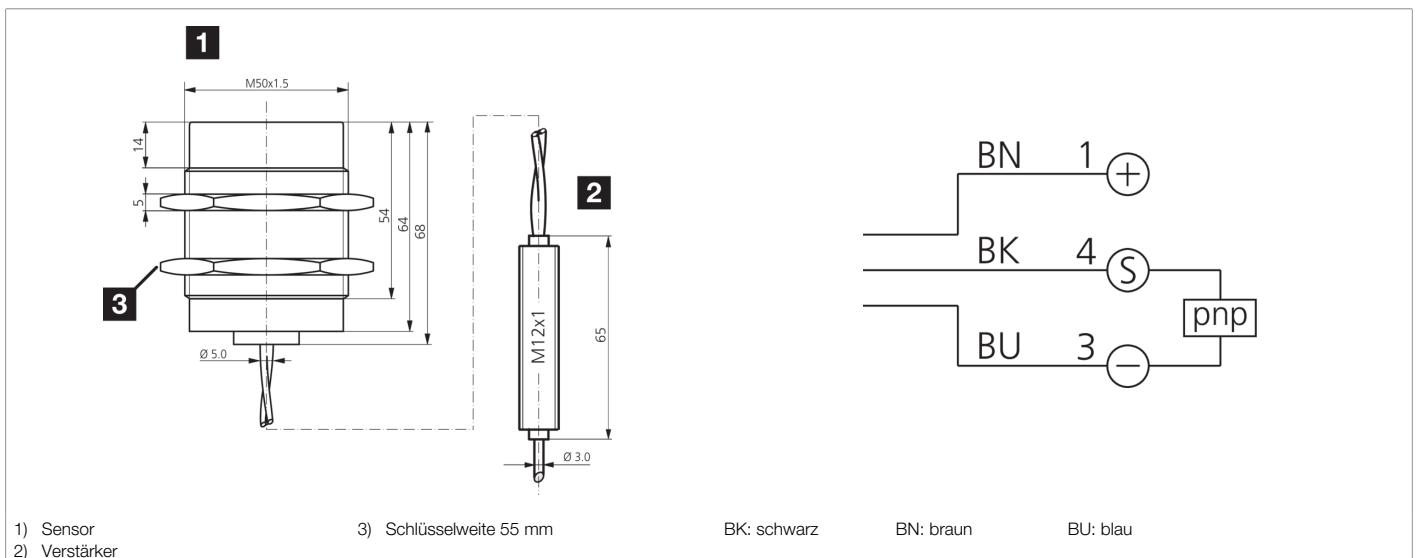 1
M50x1.5
14
5
54
64
68
3
Ø 5.0
2
M12x1
65
Ø 3.0
BN 1 +
BK 4 S
pnp
BU 3 −
1) Sensor 3) Schlüsselweite 55 mm BK: schwarz BN: braun BU: blau
2) Verstärker